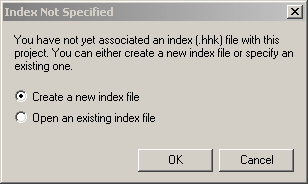 Index Not Specified
You have not yet associated an index (.hhk) file with this
project. You can either create a new index file or specify an
existing one.
Create a new index file
Open an existing index file
OK
Cancel